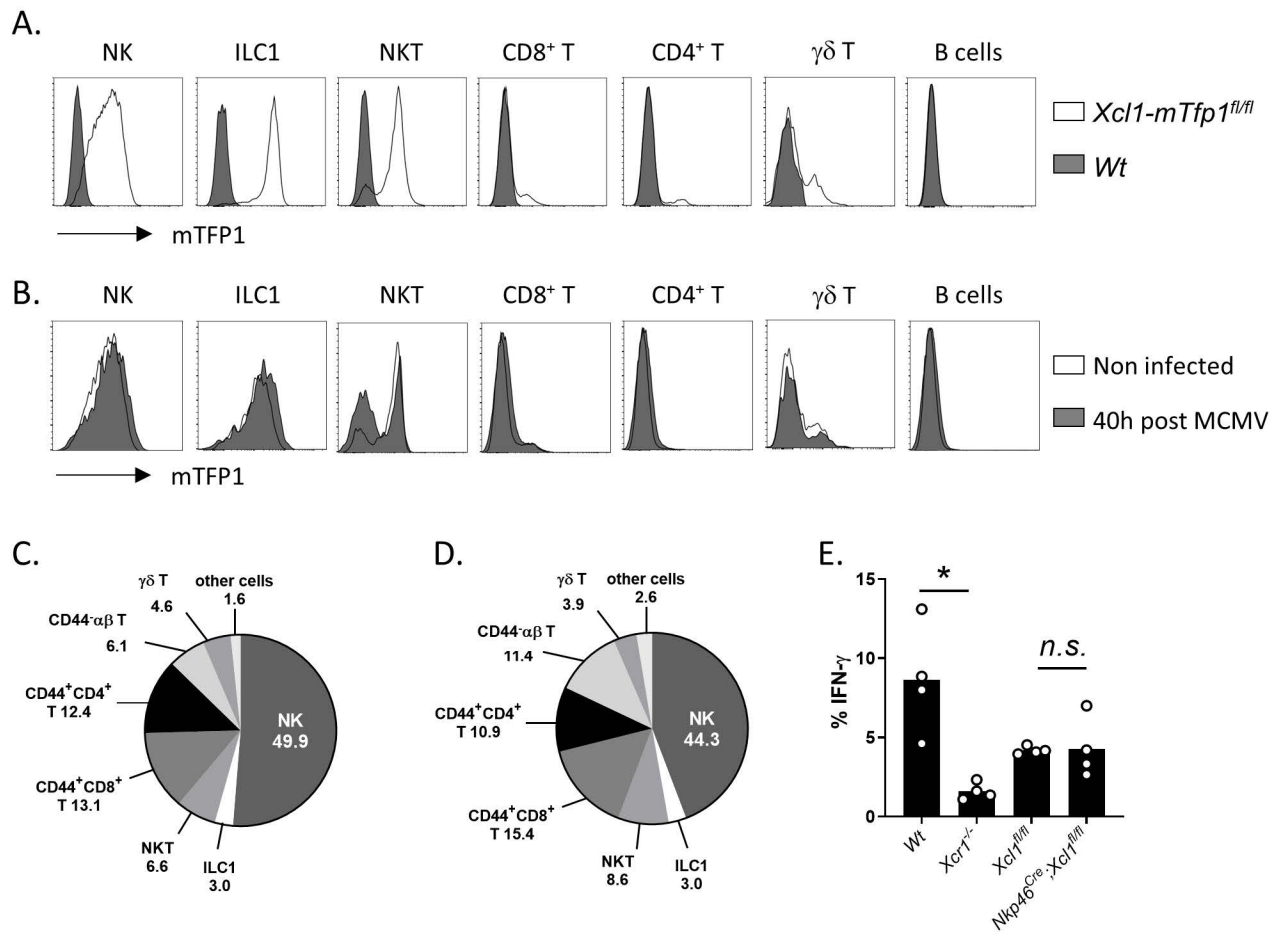 A.
NK ILC1 NKT CD8⁺ T CD4⁺ T γδ T B cells
Xcl1-mTfp1ᶠˡ/ᶠˡ
Wt
mTFP1
B.
NK ILC1 NKT CD8⁺ T CD4⁺ T γδ T B cells
Non infected
40h post MCMV
mTFP1
C.
γδ T
4.6
other cells
1.6
CD44⁻αβ T
6.1
CD44⁺CD4⁺
T 12.4
CD44⁺CD8⁺
T 13.1
NKT
6.6
ILC1
3.0
NK
49.9
D.
γδ T
3.9
other cells
2.6
CD44⁻αβ T
11.4
CD44⁺CD4⁺
T 10.9
CD44⁺CD8⁺
T 15.4
NKT
8.6
ILC1
3.0
NK
44.3
E.
% IFN-γ
15
10
5
0
*
n.s.
Wt
Xcr1⁻/⁻
Xcl1ᶠˡ/ᶠˡ
Nkp46ᶜʳᵉ;Xcl1ᶠˡ/ᶠˡ